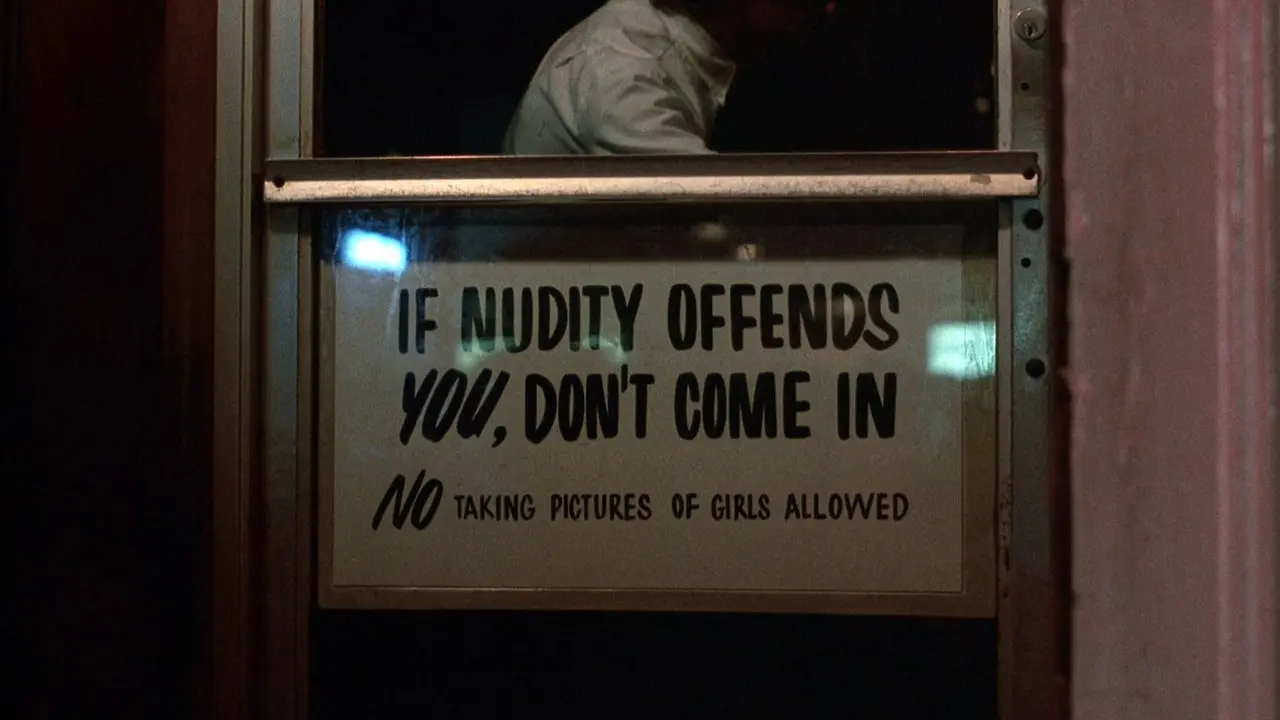 IF NUDITY OFFENDS
YOU, DON'T COME IN
NO TAKING PICTURES OF GIRLS ALLOWED